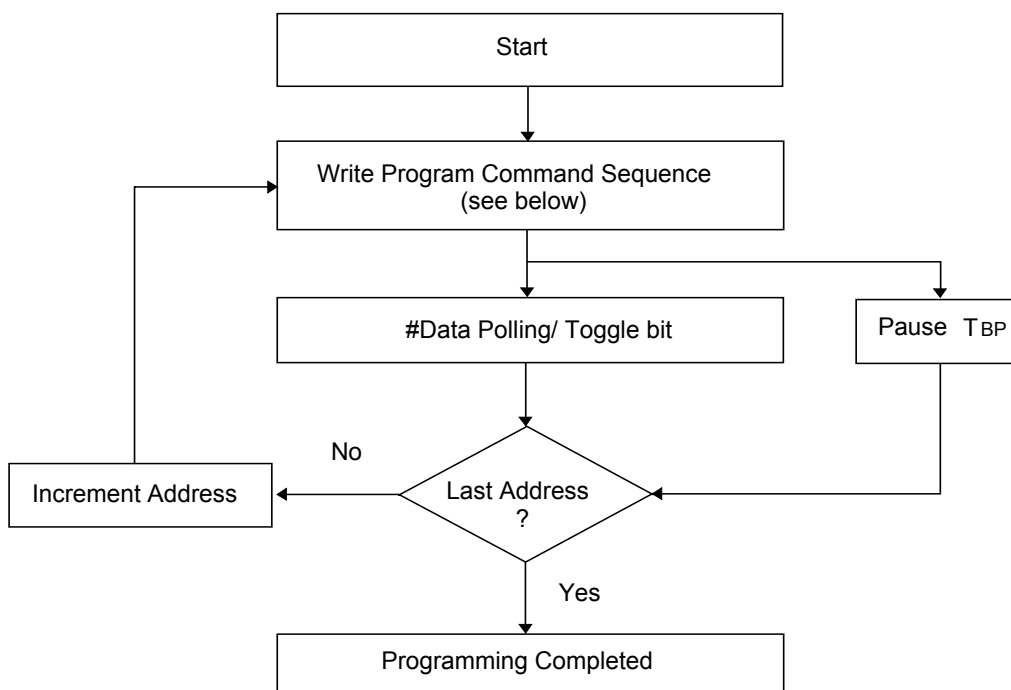 Start
Write Program Command Sequence
(see below)
#Data Polling/ Toggle bit
Pause TBP
No
Increment Address
Last Address
?
Yes
Programming Completed